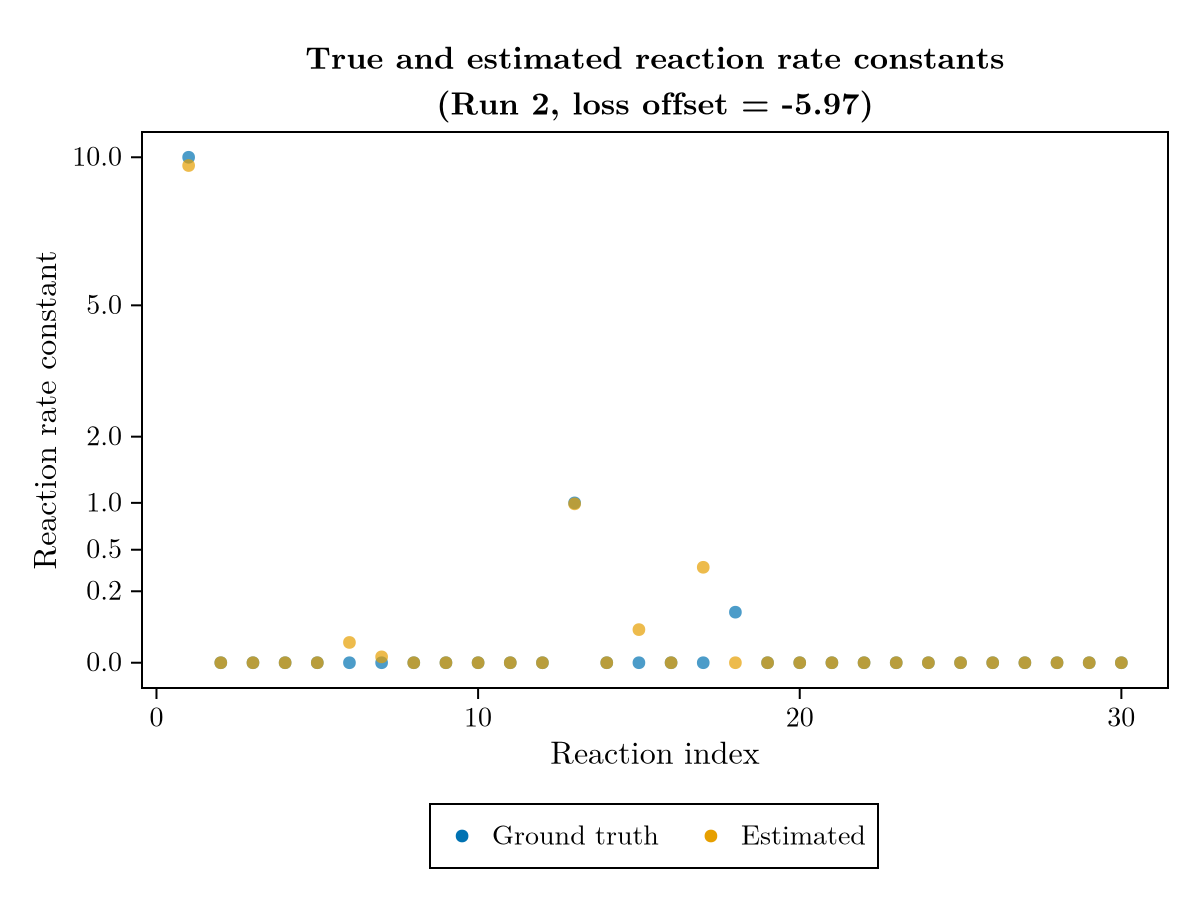 True and estimated reaction rate constants
(Run 2, loss offset = -5.97)
Reaction rate constant
10.0
5.0
2.0
1.0
0.5
0.2
0.0
0 10 20 30
Reaction index
Ground truth Estimated